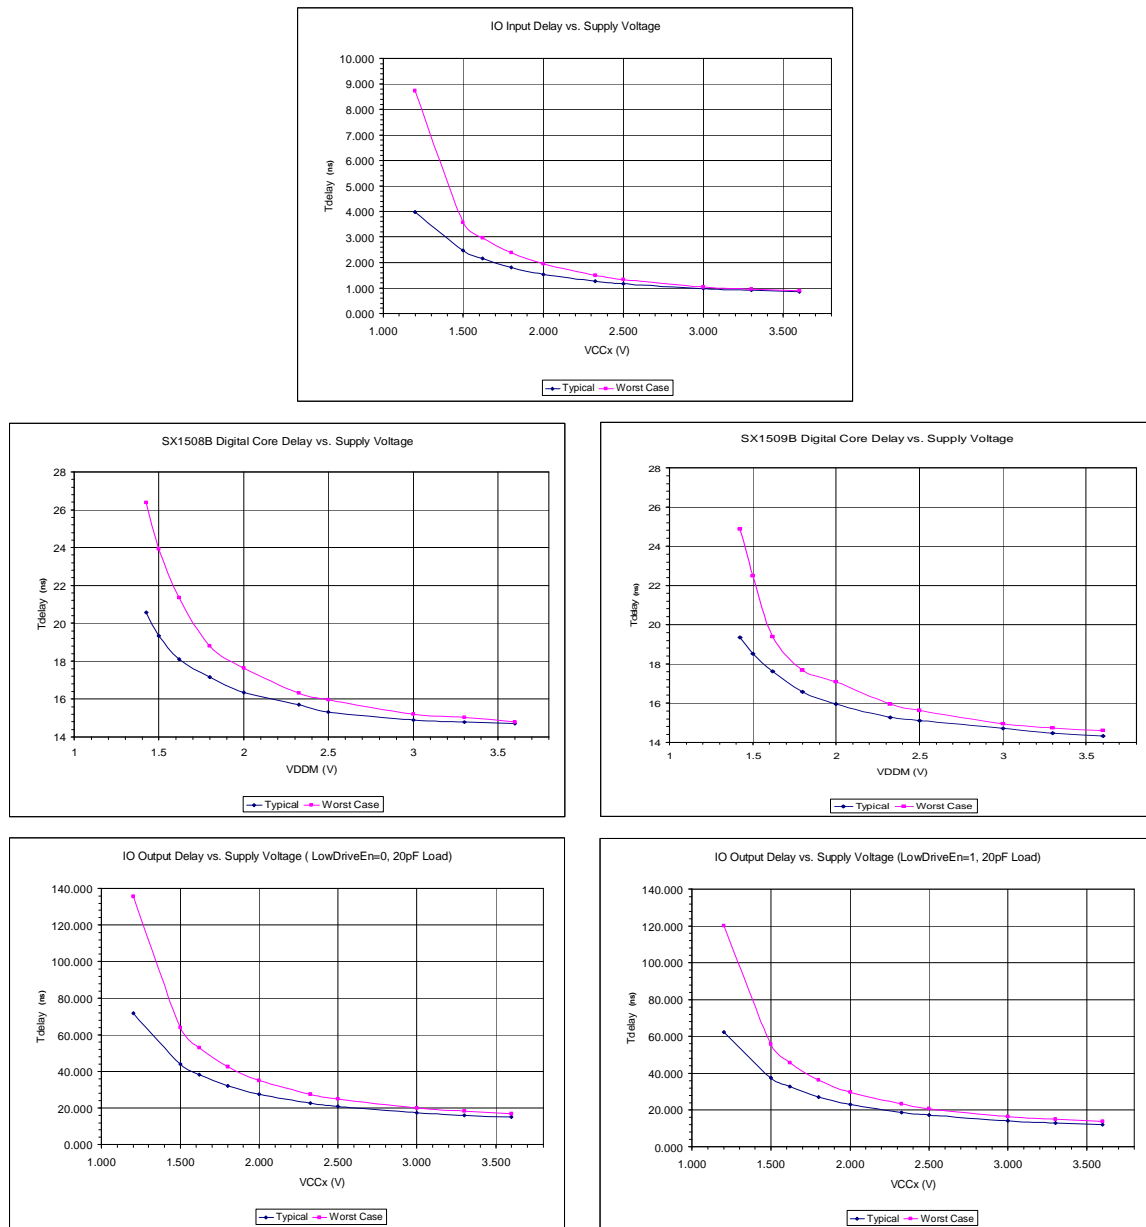 IO Input Delay vs. Supply Voltage
10.000
9.000
8.000
7.000
6.000
5.000
4.000
3.000
2.000
1.000
0.000
Tdelay (ns)
1.000 1.500 2.000 2.500 3.000 3.500
VCCx (V)
Typical Worst Case
SX1508B Digital Core Delay vs. Supply Voltage
28
26
24
22
20
18
16
14
Tdelay (ns)
1 1.5 2 2.5 3 3.5
VDDM (V)
Typical Worst Case
SX1509B Digital Core Delay vs. Supply Voltage
28
26
24
22
20
18
16
14
Tdelay (ns)
1 1.5 2 2.5 3 3.5
VDDM (V)
Typical Worst Case
IO Output Delay vs. Supply Voltage ( LowDriveEn=0, 20pF Load)
140.000
120.000
100.000
80.000
60.000
40.000
20.000
0.000
Tdelay (ns)
1.000 1.500 2.000 2.500 3.000 3.500
VCCx (V)
Typical Worst Case
IO Output Delay vs. Supply Voltage (LowDriveEn=1, 20pF Load)
140.000
120.000
100.000
80.000
60.000
40.000
20.000
0.000
Tdelay (ns)
1.000 1.500 2.000 2.500 3.000 3.500
VCCx (V)
Typical Worst Case